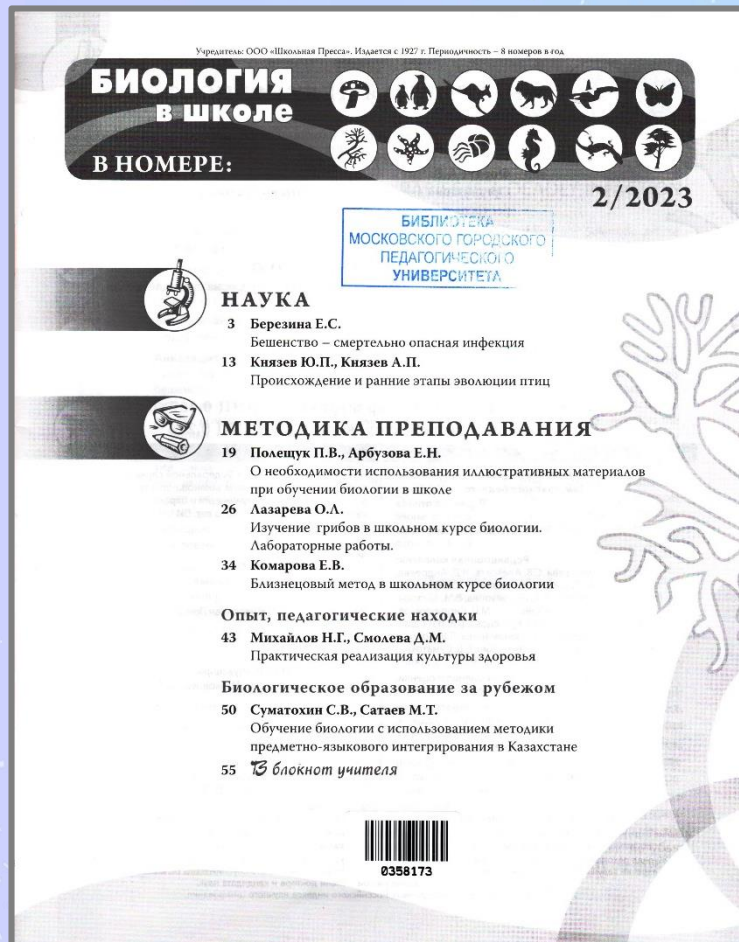 Учредитель: ООО «Школьная Пресса». Издается с 1927 г. Периодичность – 8 номеров в год
БИОЛОГИЯ
в школе
В НОМЕРЕ:
2/2023
БИБЛИОТЕКА
МОСКОВСКОГО ГОРОДСКОГО
ПЕДАГОГИЧЕСКОГО
УНИВЕРСИТЕТА
НАУКА
3 Березина Е.С.
Бешенство – смертельно опасная инфекция
13 Князев Ю.П., Князев А.П.
Происхождение и ранние этапы эволюции птиц
МЕТОДИКА ПРЕПОДАВАНИЯ
19 Полещук П.В., Арбузова Е.Н.
О необходимости использования иллюстративных материалов
при обучении биологии в школе
26 Лазарева О.Л.
Изучение грибов в школьном курсе биологии.
Лабораторные работы.
34 Комарова Е.В.
Близнецовый метод в школьном курсе биологии
Опыт, педагогические находки
43 Михайлов Н.Г., Смолева Д.М.
Практическая реализация культуры здоровья
Биологическое образование за рубежом
50 Суматохин С.В., Сатаев М.Т.
Обучение биологии с использованием методики
предметно-языкового интегрирования в Казахстане
55 В блокнот учителя
0358173